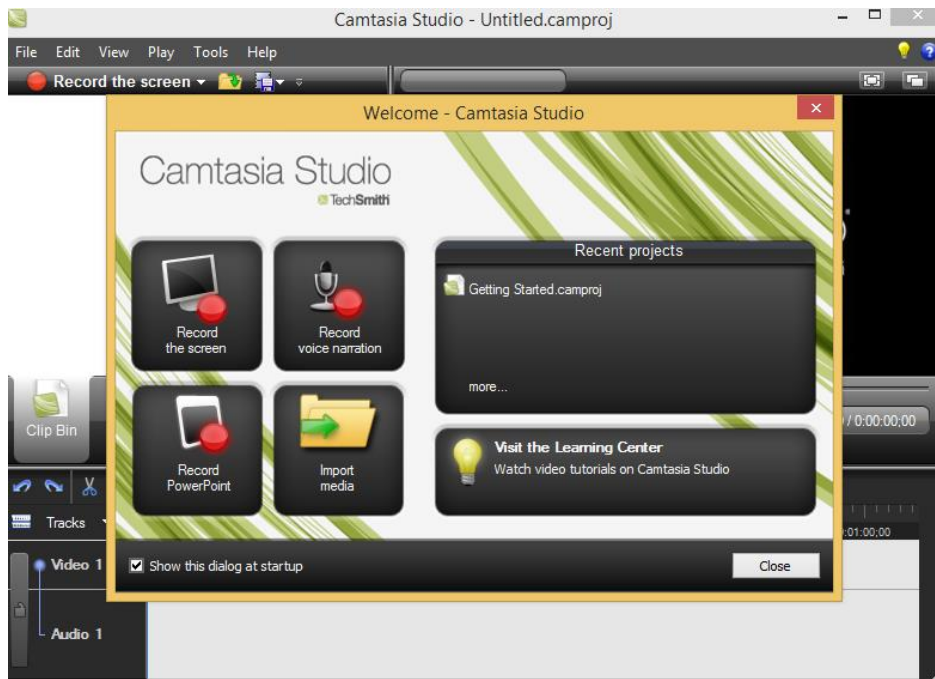 Camtasia Studio - Untitled.camproj
File Edit View Play Tools Help
Record the screen
Welcome - Camtasia Studio
Camtasia Studio
TechSmith
Recent projects
Getting Started.camproj
more...
Record
the screen
Record
voice narration
Record
PowerPoint
Import
media
Visit the Learning Center
Watch video tutorials on Camtasia Studio
Show this dialog at startup
Close
Clip Bin
/ 0:00:00;00
Tracks
:01:00;00
Video 1
Audio 1